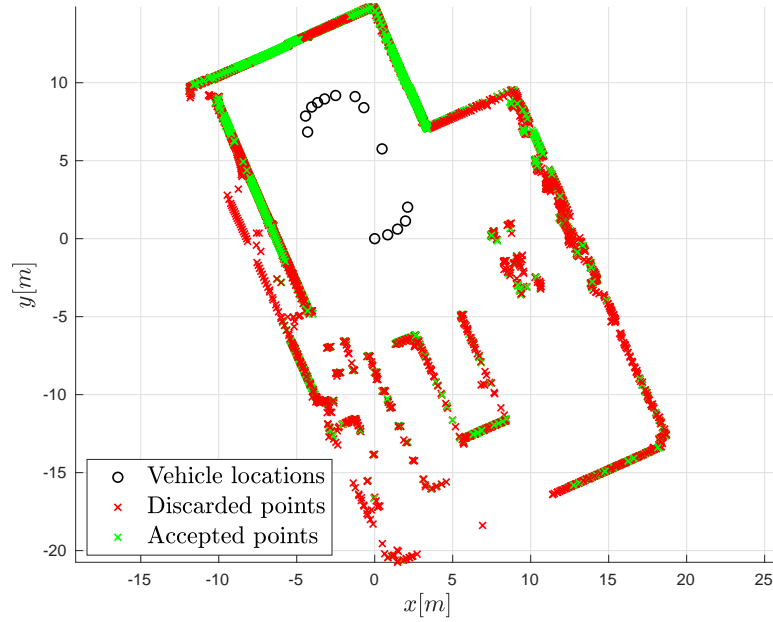 10
5
0
-5
-10
-15
-20
y[m]
Vehicle locations
Discarded points
Accepted points
-15 -10 -5 0 5 10 15 20 25
x[m]